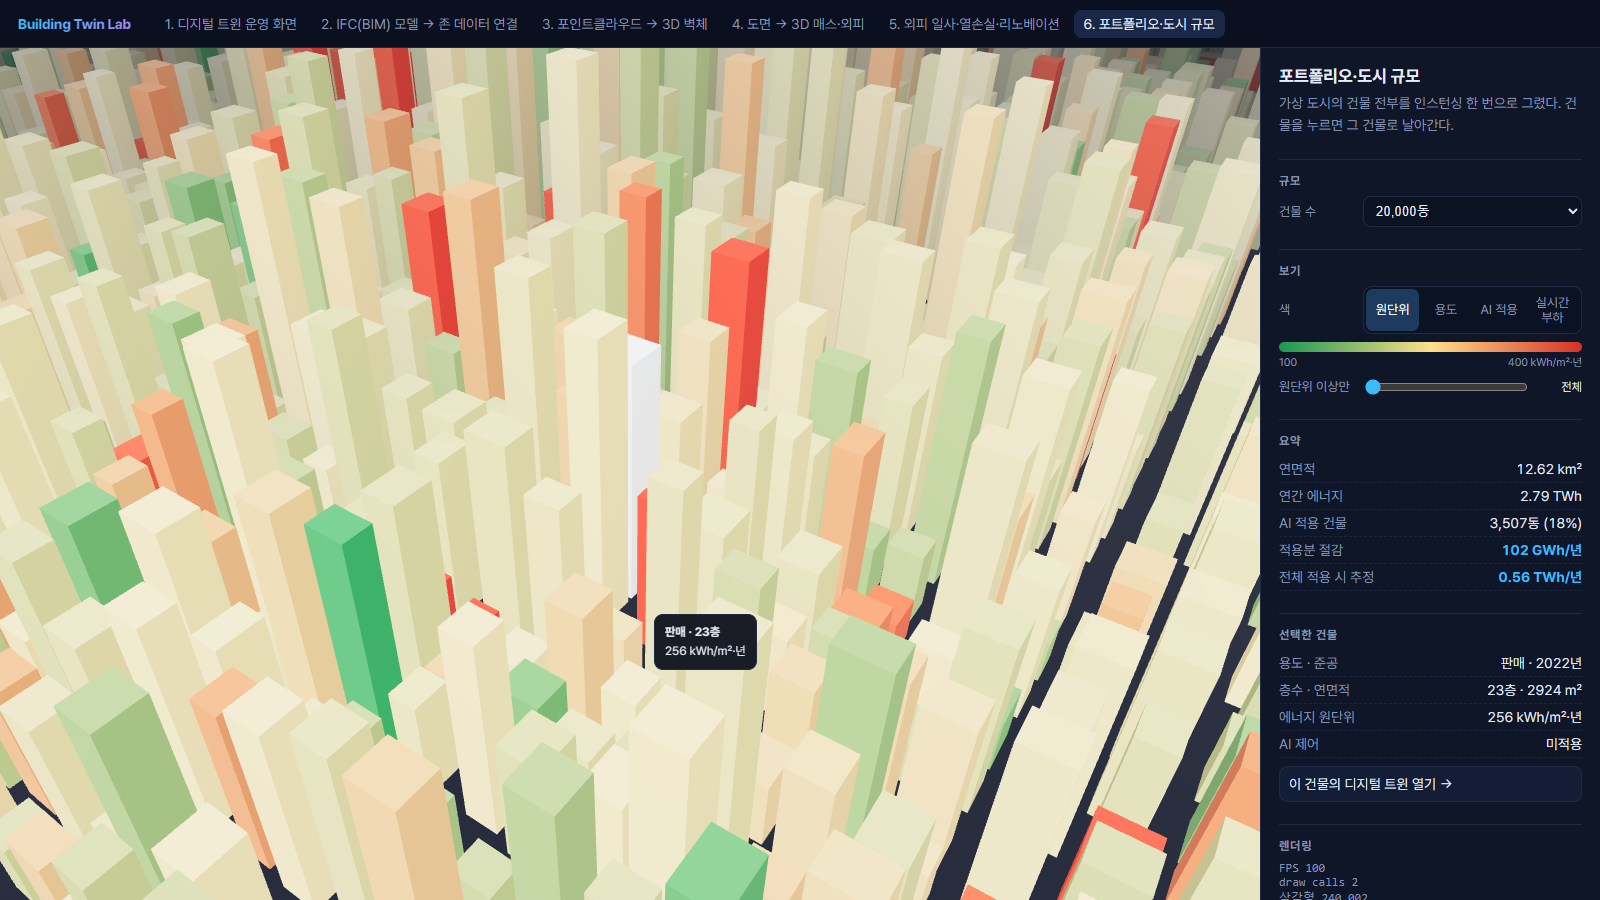 Building Twin Lab
1. 디지털 트윈 운영 화면
2. IFC(BIM) 모델 → 존 데이터 연결
3. 포인트클라우드 → 3D 벽체
4. 도면 → 3D 매스·외피
5. 외피 일사·열손실·리노베이션
6. 포트폴리오·도시 규모
포트폴리오·도시 규모
가상 도시의 건물 전부를 인스턴싱 한 번으로 그렸다. 건
물을 누르면 그 건물로 날아간다.
규모
건물 수
20,000동
보기
색
원단위
용도
AI 적용
실시간
부하
100
400 kWh/m²·년
원단위 이상만
전체
요약
연면적
12.62 km²
연간 에너지
2.79 TWh
AI 적용 건물
3,507동 (18%)
적용분 절감
102 GWh/년
전체 적용 시 추정
0.56 TWh/년
선택한 건물
용도 · 준공
판매 · 2022년
층수 · 연면적
23층 · 2924 m²
에너지 원단위
256 kWh/m²·년
AI 제어
미적용
이 건물의 디지털 트윈 열기 →
렌더링
FPS 100
draw calls 2
삼각형 240,002
판매 · 23층
256 kWh/m²·년